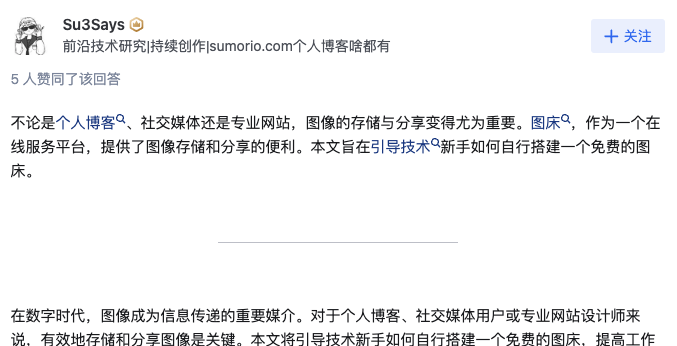 Su3Says
前沿技术研究|持续创作|sumorio.com个人博客啥都有
+ 关注
5 人赞同了该回答
不论是个人博客、社交媒体还是专业网站，图像的存储与分享变得尤为重要。图床，作为一个在
线服务平台，提供了图像存储和分享的便利。本文旨在引导技术新手如何自行搭建一个免费的图
床。
在数字时代，图像成为信息传递的重要媒介。对于个人博客、社交媒体用户或专业网站设计师来
说，有效地存储和分享图像是关键。本文将引导技术新手如何自行搭建一个免费的图床，提高工作